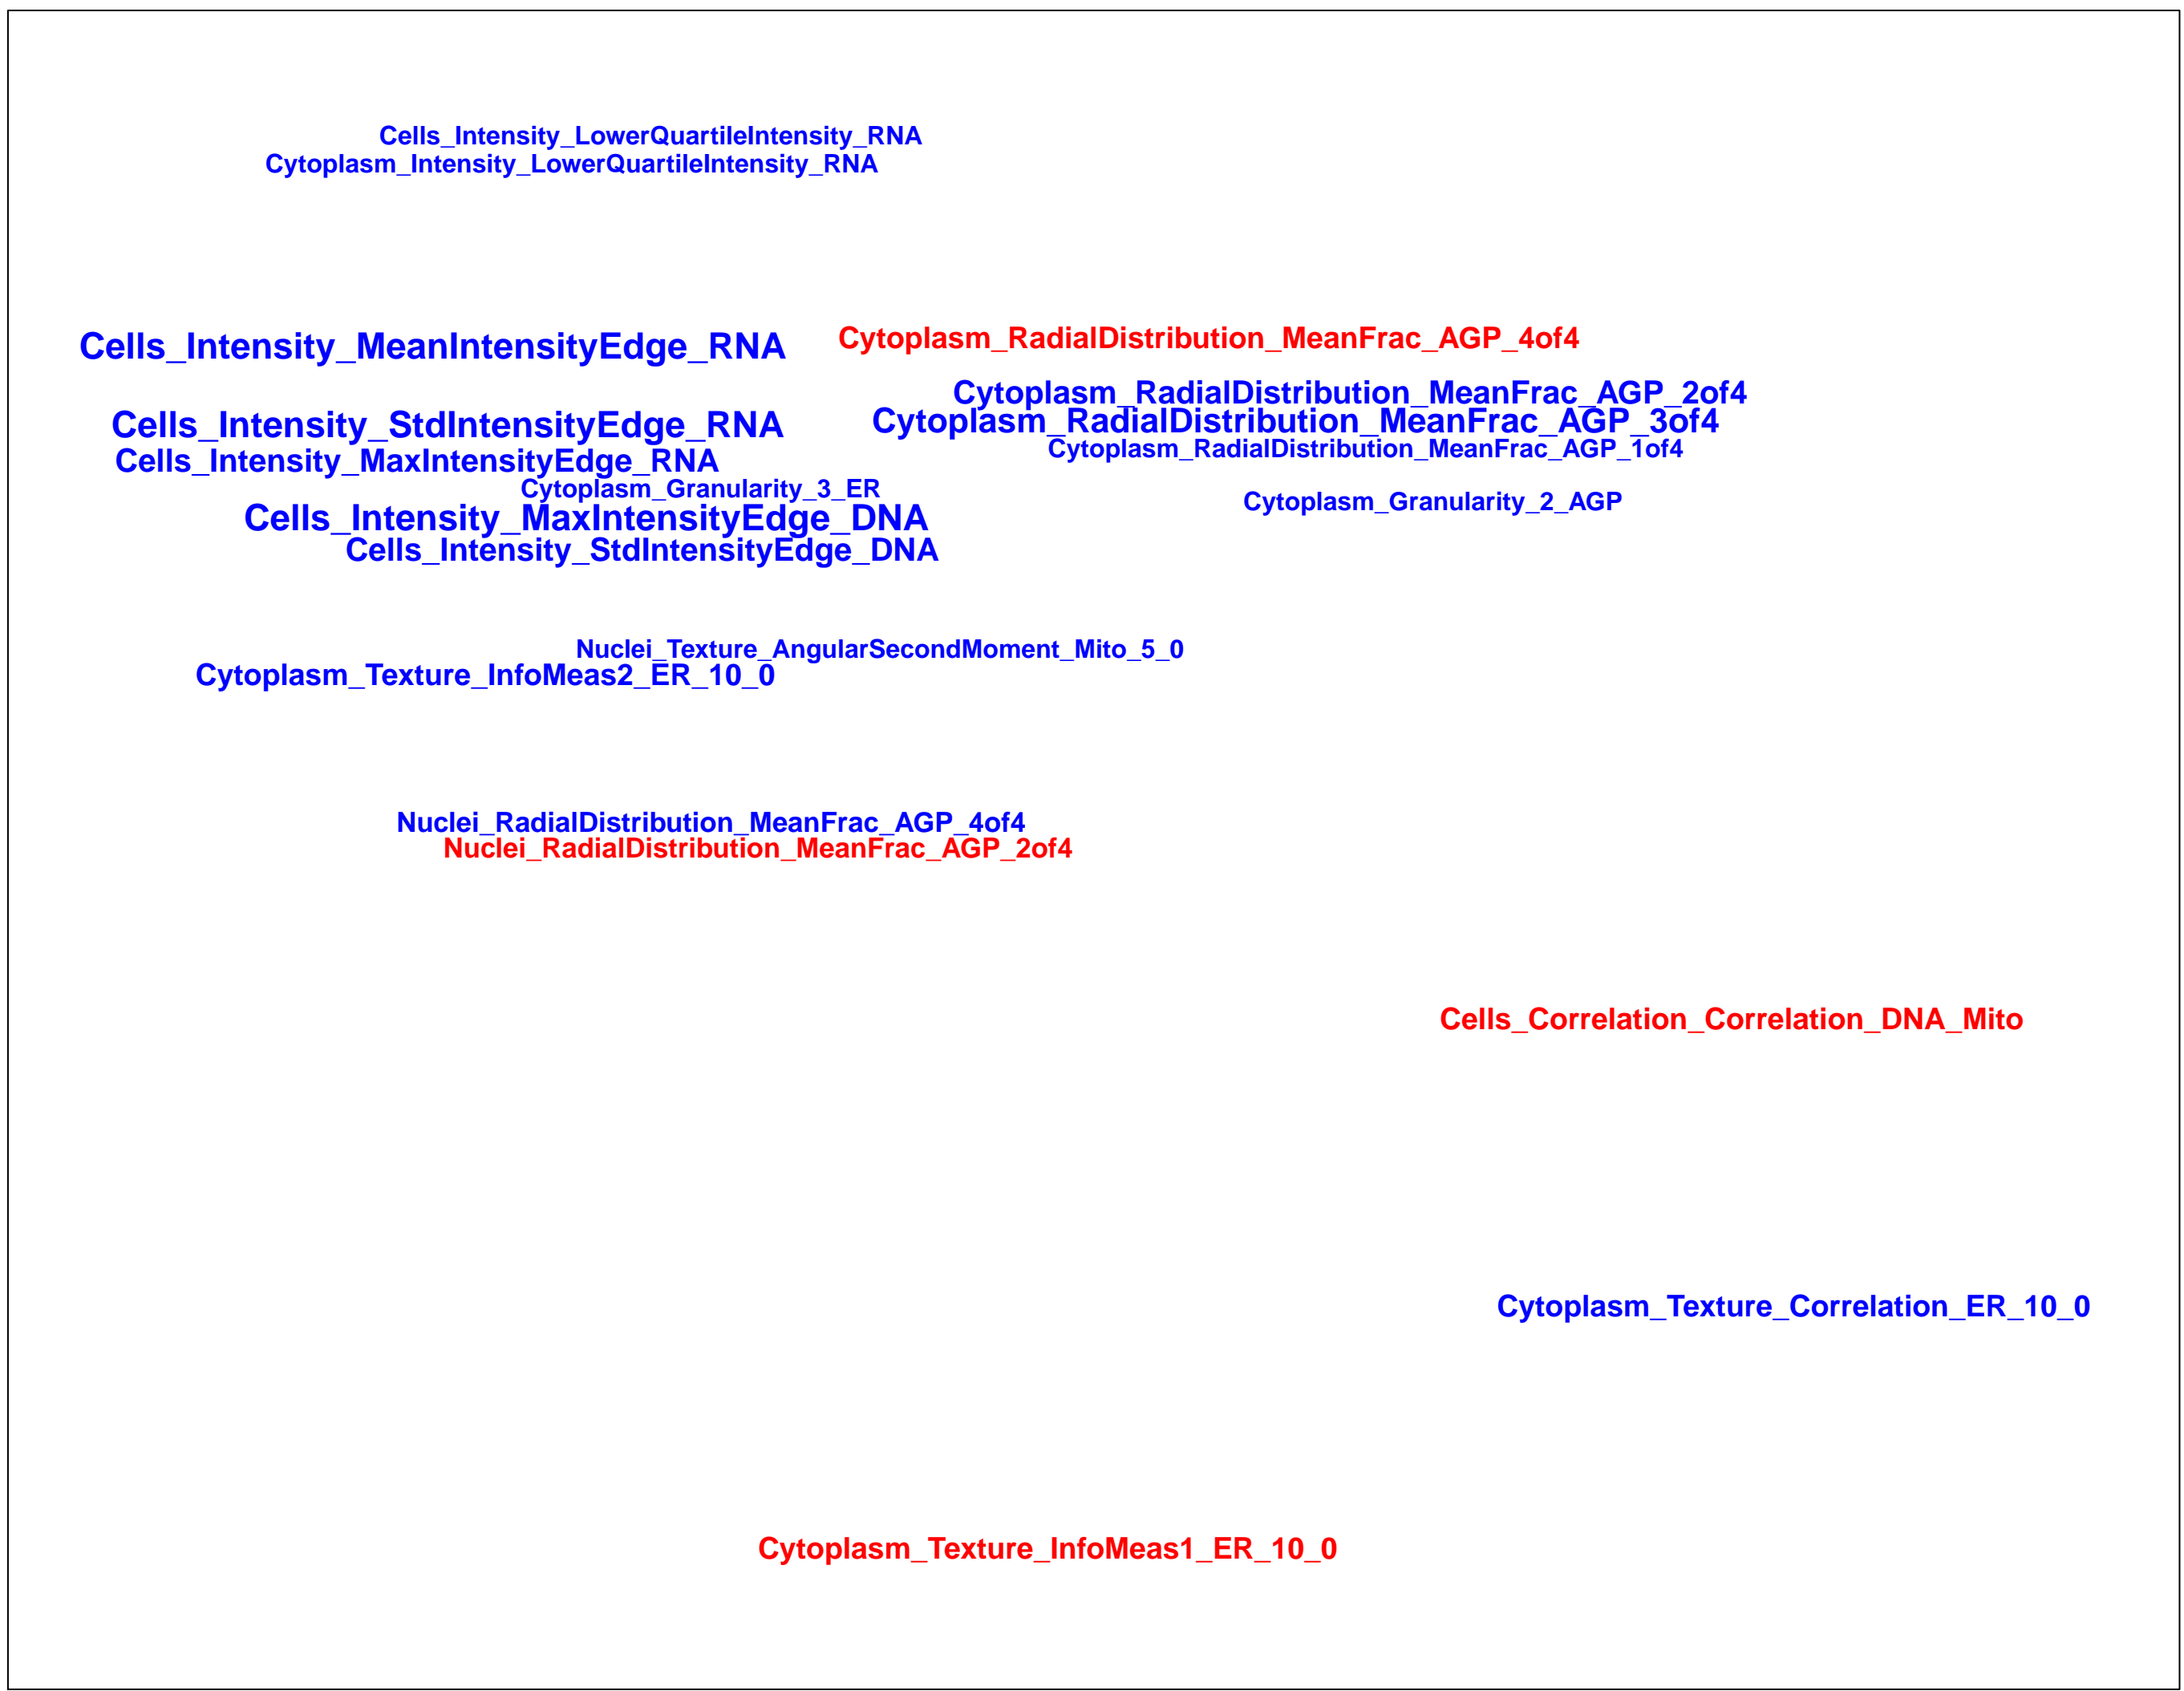 Cells_Intensity_LowerQuartileIntensity_RNA
Cytoplasm_Intensity_LowerQuartileIntensity_RNA
Cells_Intensity_MeanIntensityEdge_RNA
Cytoplasm_RadialDistribution_MeanFrac_AGP_4of4
Cytoplasm_RadialDistribution_MeanFrac_AGP_2of4
Cells_Intensity_StdIntensityEdge_RNA
Cytoplasm_RadialDistribution_MeanFrac_AGP_3of4
Cytoplasm_RadialDistribution_MeanFrac_AGP_1of4
Cells_Intensity_MaxIntensityEdge_RNA
Cytoplasm_Granularity_3_ER
Cytoplasm_Granularity_2_AGP
Cells_Intensity_MaxIntensityEdge_DNA
Cells_Intensity_StdIntensityEdge_DNA
Nuclei_Texture_AngularSecondMoment_Mito_5_0
Cytoplasm_Texture_InfoMeas2_ER_10_0
Nuclei_RadialDistribution_MeanFrac_AGP_4of4
Nuclei_RadialDistribution_MeanFrac_AGP_2of4
Cells_Correlation_Correlation_DNA_Mito
Cytoplasm_Texture_Correlation_ER_10_0
Cytoplasm_Texture_InfoMeas1_ER_10_0